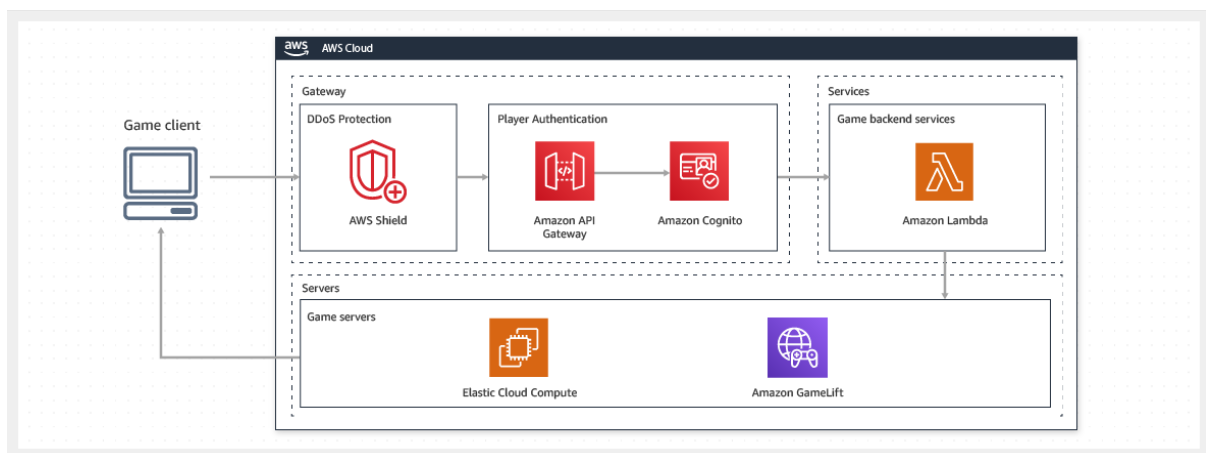 aws AWS Cloud
Gateway
Services
DDoS Protection
Player Authentication
Game backend services
Game client
AWS Shield
Amazon API
Gateway
Amazon Cognito
Amazon Lambda
Servers
Game servers
Elastic Cloud Compute
Amazon GameLift